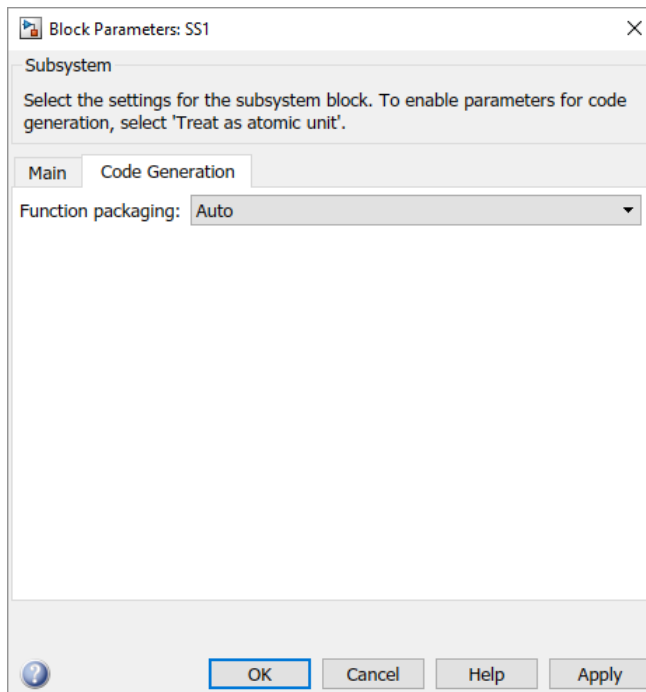 Block Parameters: SS1
Subsystem
Select the settings for the subsystem block. To enable parameters for code
generation, select 'Treat as atomic unit'.
Main Code Generation
Function packaging: Auto
? OK Cancel Help Apply